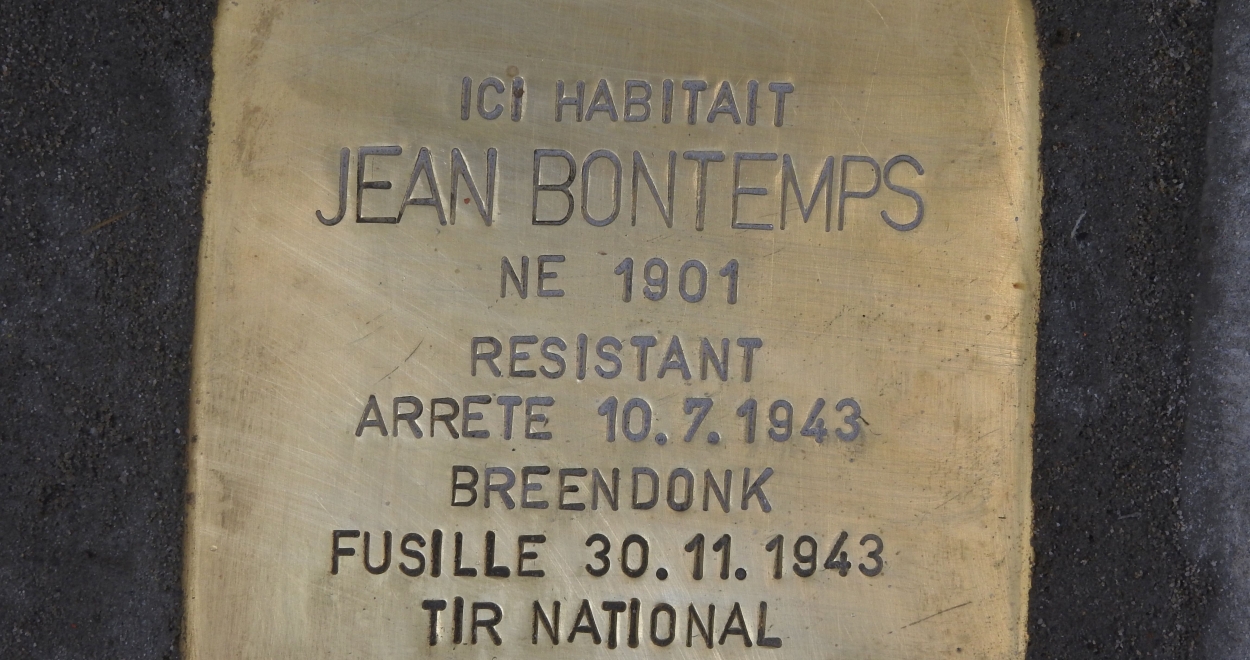 ICI HABITAIT
JEAN BONTEMPS
NE 1901
RESISTANT
ARRETE 10.7.1943
BREENDONK
FUSILLE 30.11.1943
TIR NATIONAL